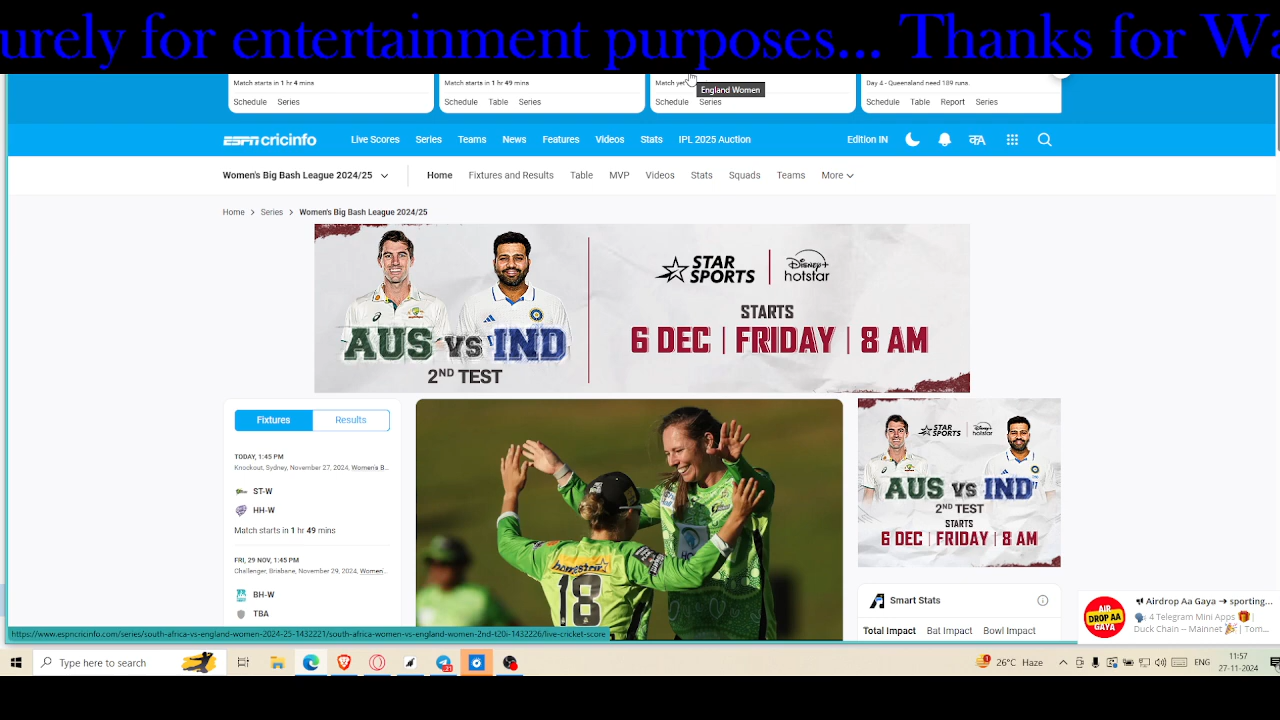 urely for entertainment purposes... Thanks for Wa
Match starts in 1 hr 4 mins
Schedule Series
Match starts in 1 hr 49 mins
Schedule Table Series
Match yet
England Women
Schedule Series
Day 4 - Queensland need 189 runs.
Schedule Table Report Series
ESPN cricinfo Live Scores Series Teams News Features Videos Stats IPL 2025 Auction Edition IN
Women's Big Bash League 2024/25 Home Fixtures and Results Table MVP Videos Stats Squads Teams More
Home > Series > Women's Big Bash League 2024/25
AUS vs IND
2ND TEST
STAR SPORTS
Disney+ hotstar
STARTS
6 DEC | FRIDAY | 8 AM
Fixtures Results
TODAY, 1:45 PM
Knockout, Sydney, November 27, 2024, Women's B...
ST-W
HH-W
Match starts in 1 hr 49 mins
FRI, 29 NOV, 1:45 PM
Challenger, Brisbane, November 29, 2024, Women'...
BH-W
TBA
homestrim
18
STAR SPORTS
Disney+ hotstar
AUS vs IND
2ND TEST
STARTS
6 DEC | FRIDAY | 8 AM
Smart Stats
Total Impact Bat Impact Bowl Impact
https://www.espncricinfo.com/series/south-africa-vs-england-women-2024-25-1432221/south-africa-women-vs-england-women-2nd-t20i-1432226/live-cricket-score
AIR DROP AA GAYA
Airdrop Aa Gaya ➔ sporting...
4 Telegram Mini Apps
Duck Chain – Mainnet | Tom...
Type here to search
26°C Haze
ENG
11:57
27-11-2024